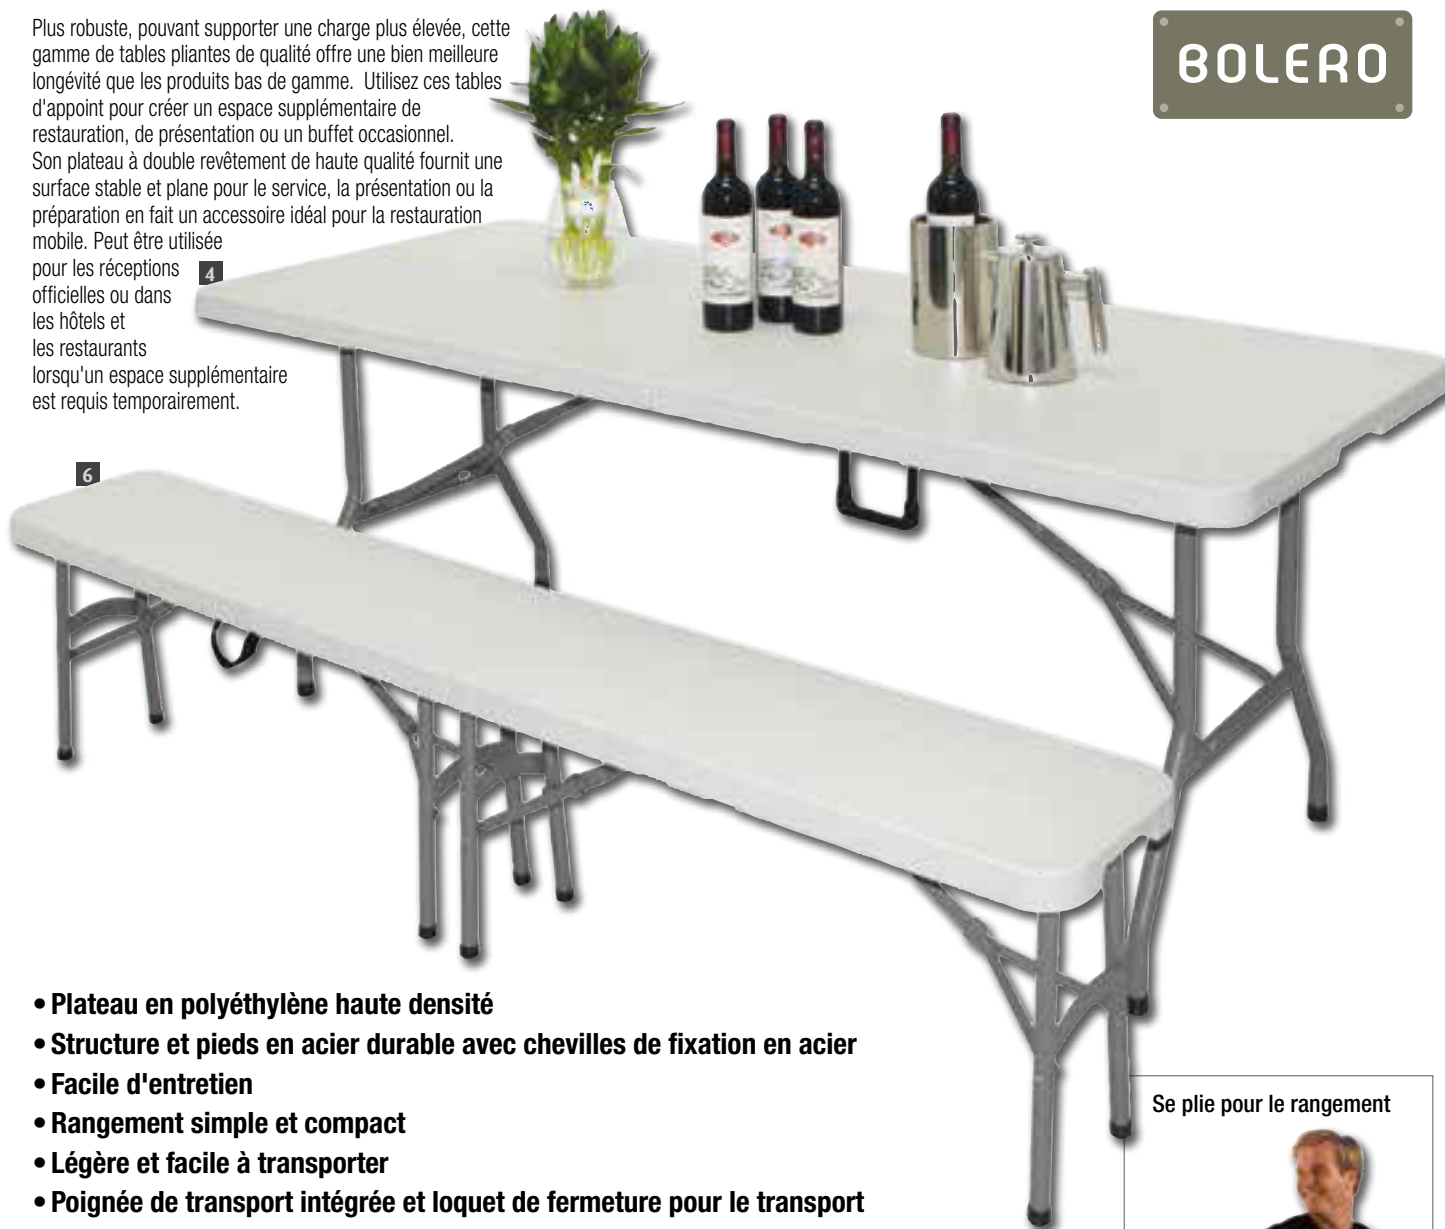 Plus robuste, pouvant supporter une charge plus élevée, cette
gamme de tables pliantes de qualité offre une bien meilleure
longévité que les produits bas de gamme.  Utilisez ces tables
d'appoint pour créer un espace supplémentaire de
restauration, de présentation ou un buffet occasionnel.
Son plateau à double revêtement de haute qualité fournit une
surface stable et plane pour le service, la présentation ou la
préparation en fait un accessoire idéal pour la restauration
mobile. Peut être utilisée
pour les réceptions
officielles ou dans
les hôtels et
les restaurants
lorsqu'un espace supplémentaire
est requis temporairement.
BOLERO
4
6
• Plateau en polyéthylène haute densité
• Structure et pieds en acier durable avec chevilles de fixation en acier
• Facile d'entretien
• Rangement simple et compact
• Légère et facile à transporter
• Poignée de transport intégrée et loquet de fermeture pour le transport
Se plie pour le rangement